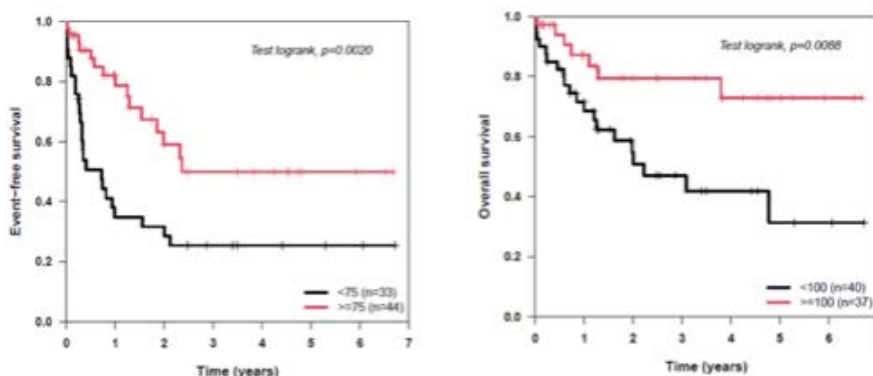 Test logrank, p=0.0020
Event-free survival
1.0
0.8
0.6
0.4
0.2
0.0
<75 (n=33)
>=75 (n=44)
0 1 2 3 4 5 6 7
Time (years)
Test logrank, p=0.0088
Overall survival
1.0
0.8
0.6
0.4
0.2
0.0
<100 (n=40)
>=100 (n=37)
0 1 2 3 4 5 6
Time (years)